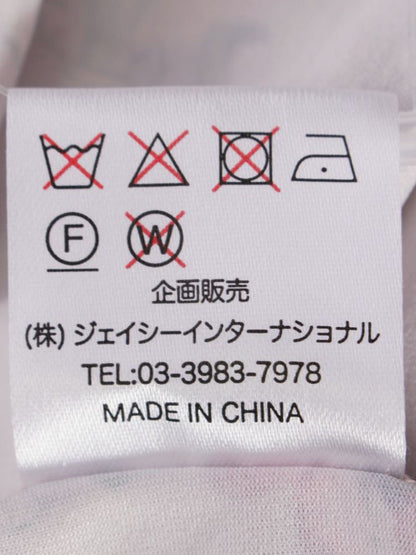 F W
企画販売
(株) ジェイシーインターナショナル
TEL:03-3983-7978
MADE IN CHINA